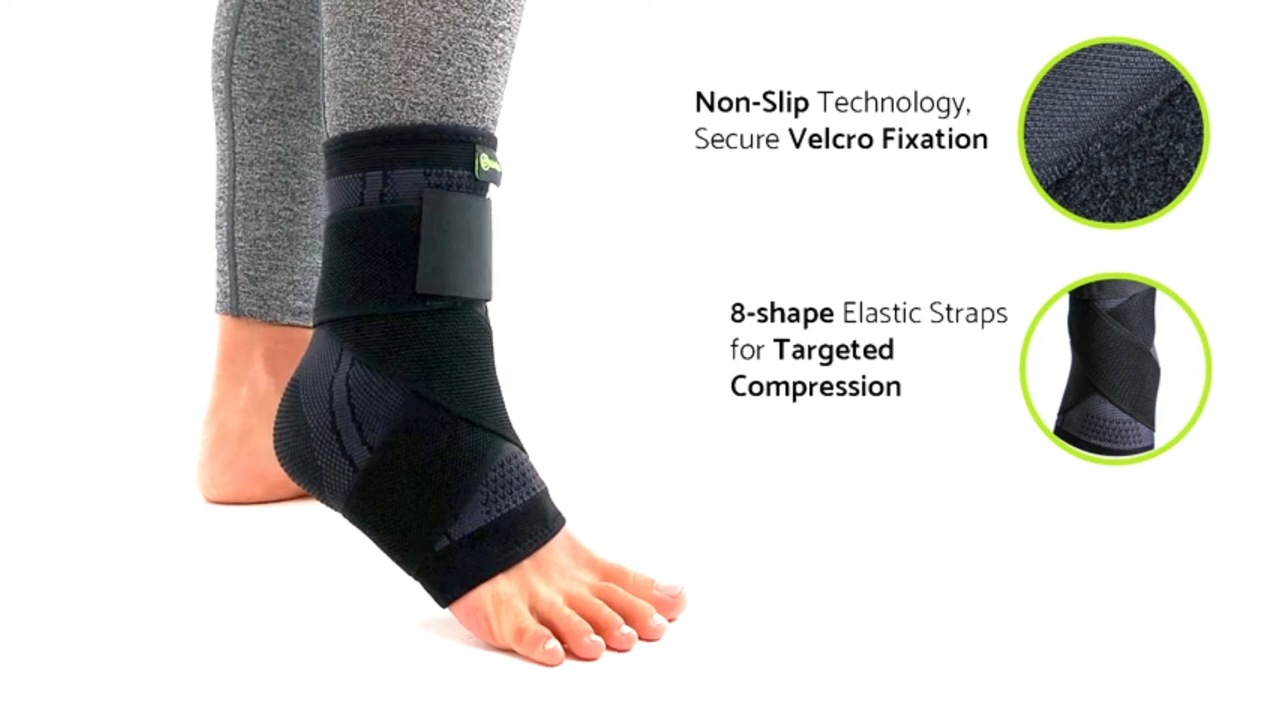 Non-Slip Technology,
Secure Velcro Fixation
8-shape Elastic Straps
for Targeted
Compression